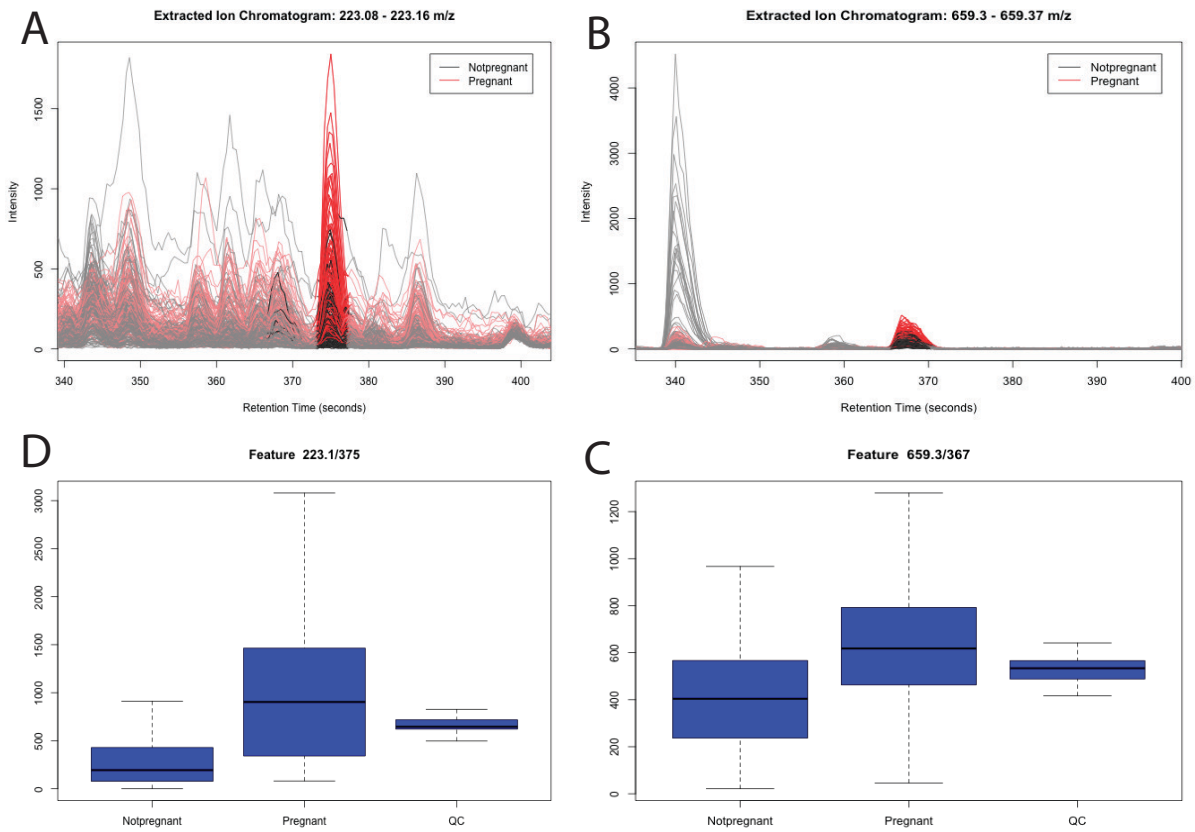 A
Extracted Ion Chromatogram: 223.08 - 223.16 m/z
Notpregnant
Pregnant
Intensity
0
500
1000
1500
340
350
360
370
380
390
400
Retention Time (seconds)
B
Extracted Ion Chromatogram: 659.3 - 659.37 m/z
Notpregnant
Pregnant
Intensity
0
1000
2000
3000
4000
340
350
360
370
380
390
400
Retention Time (seconds)
D
Feature 223.1/375
0
500
1000
1500
2000
2500
3000
Notpregnant
Pregnant
QC
C
Feature 659.3/367
0
200
400
600
800
1000
1200
Notpregnant
Pregnant
QC